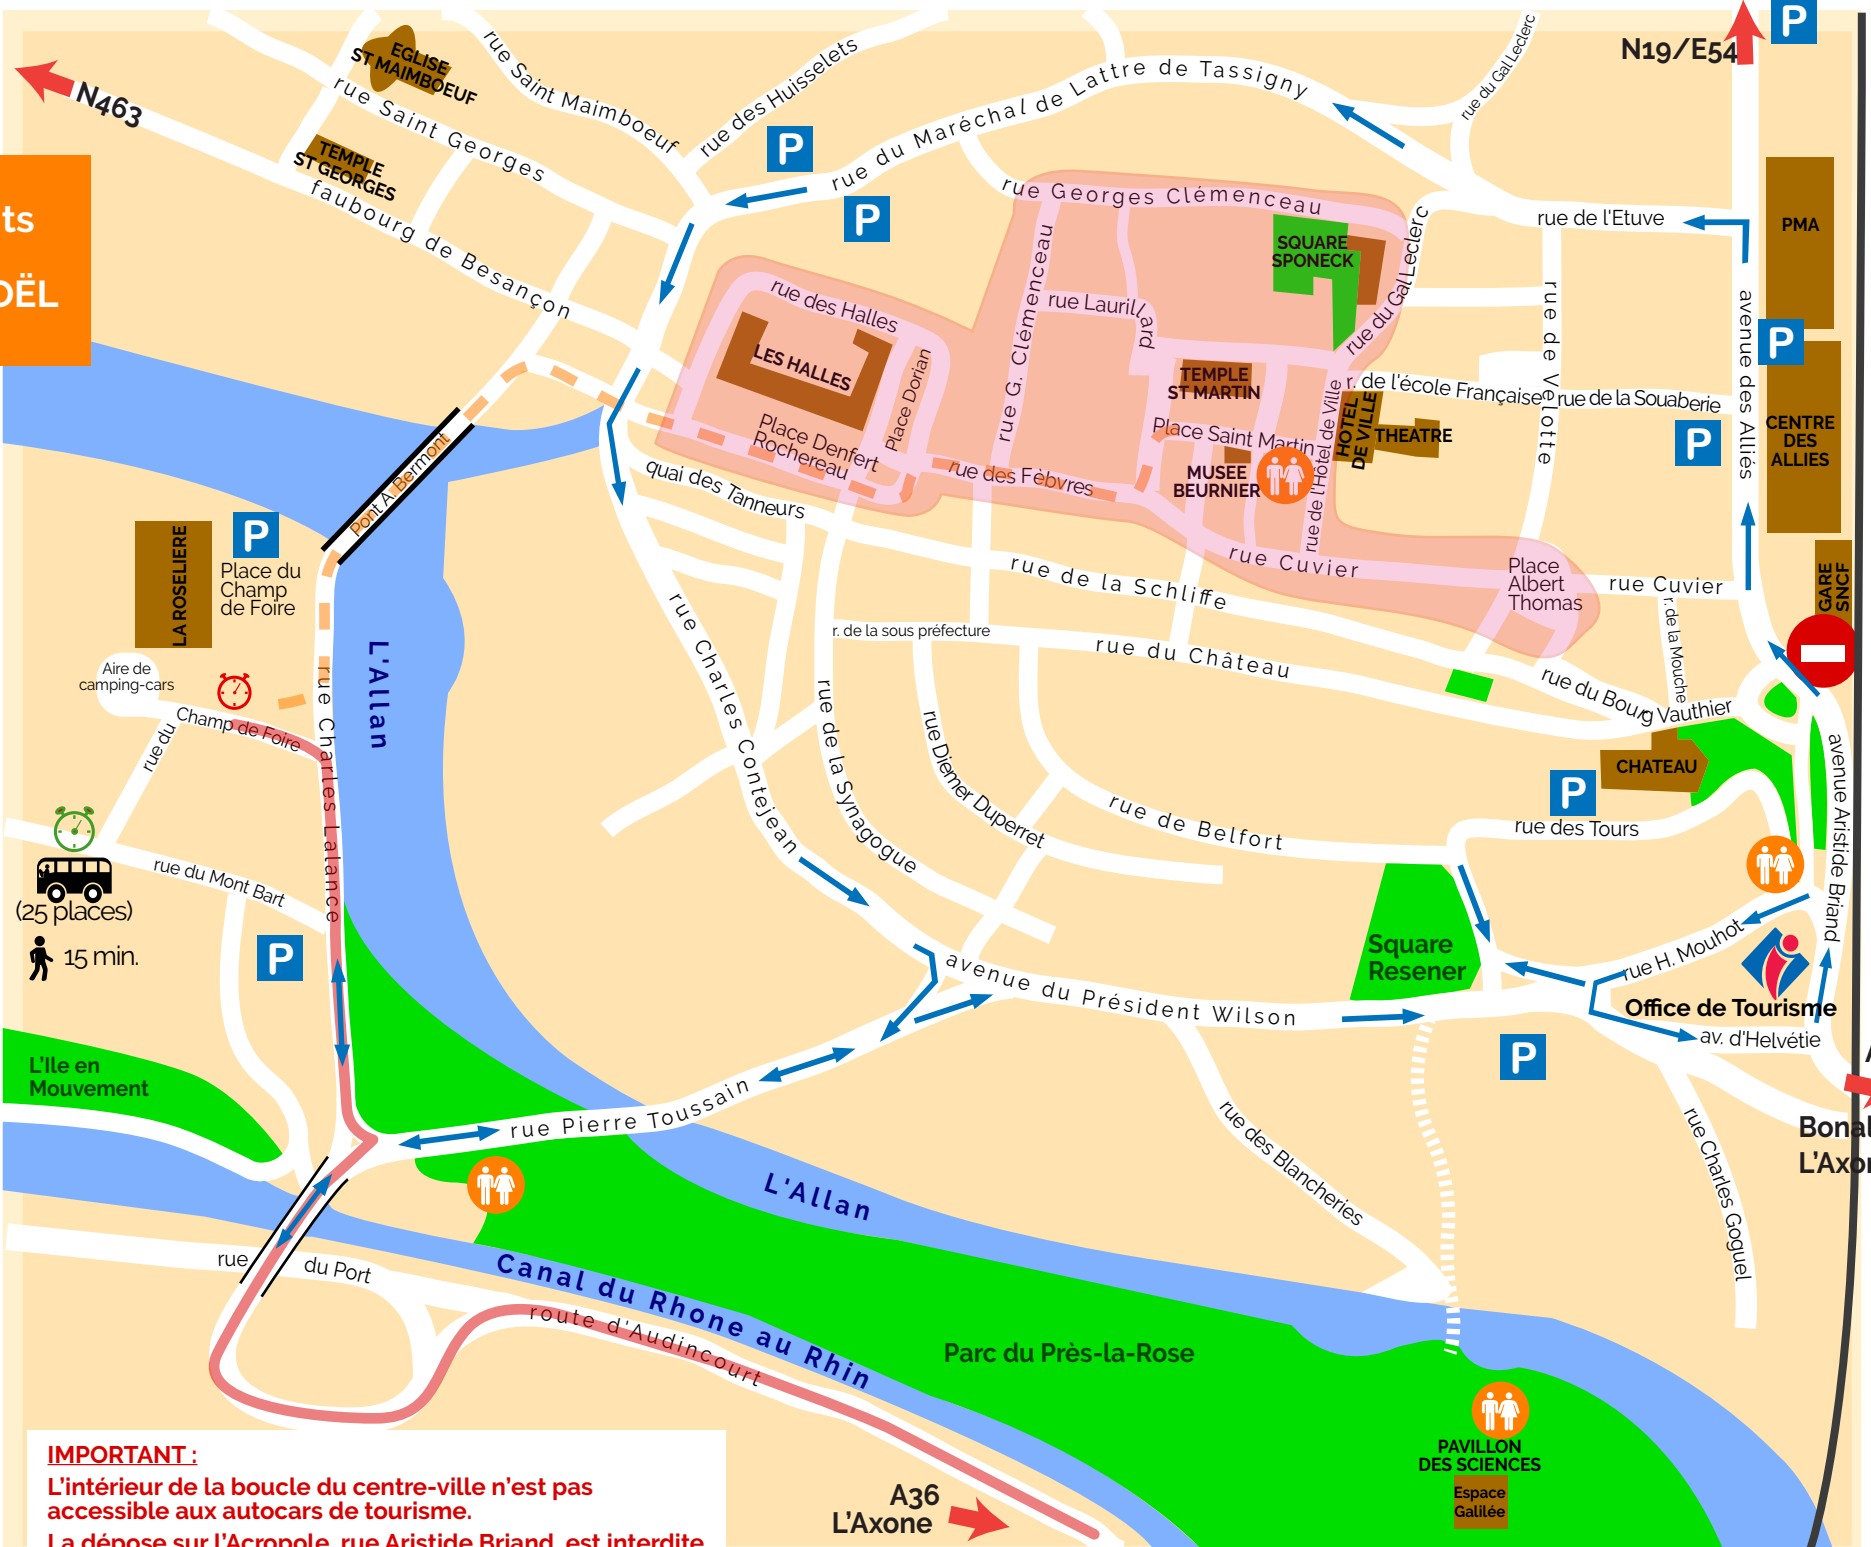 N463
EGLISE
ST MAIMBOEUF
rue Saint Maimboeuf
rue des Huisselets
rue Saint Georges
TEMPLE
ST GEORGES
faubourg de Besançon
P
P
rue du Maréchal de Lattre de Tassigny
rue du Gal Leclerc
N19/E54
P
ts
OËL
rue Georges Clémenceau
SQUARE
SPONECK
rue du Gal Leclerc
rue de l'Etuve
PMA
rue des Halles
LES HALLES
Place Dorian
Place Denfert
Rochereau
rue G. Clémenceau
rue Laurillard
TEMPLE
ST MARTIN
Place Saint Martin
MUSEE
BEURNIER
rue de l'Hôtel de Ville
HOTEL
DE VILLE
THEATRE
r. de l'école Française
rue de la Souaberie
rue de Velotte
avenue des Alliés
P
P
CENTRE
DES
ALLIES
Pont A. Bermont
quai des Tanneurs
rue des Fèbvres
rue Cuvier
Place
Albert
Thomas
rue Cuvier
GARE
SNCF
LA ROSELIERE
P
Place du
Champ
de Foire
L'Allan
rue de la Schliffe
r. de la sous préfecture
rue du Château
r. de la Mouche
rue du Bourg Vauthier
Aire de
camping-cars
rue du
Champ de Foire
rue Charles Lalance
rue Charles Contejean
rue de la Synagogue
rue Diemer Duperret
rue de Belfort
CHATEAU
P
rue des Tours
avenue Aristide Briand
(25 places)
15 min.
rue du Mont Bart
P
avenue du Président Wilson
Square
Resener
rue H. Mouhot
Office de Tourisme
av. d'Helvétie
P
L'Ile en
Mouvement
rue Pierre Toussain
rue des Blancheries
rue Charles Goguel
Bonal
L'Axon
L'Allan
rue du Port
Canal du Rhone au Rhin
route d'Audincourt
Parc du Près-la-Rose
PAVILLON
DES SCIENCES
Espace
Galilée
A36
L'Axone
IMPORTANT :
L'intérieur de la boucle du centre-ville n'est pas
accessible aux autocars de tourisme.
La dépose sur l'Acropole, rue Aristide Briand, est interdite